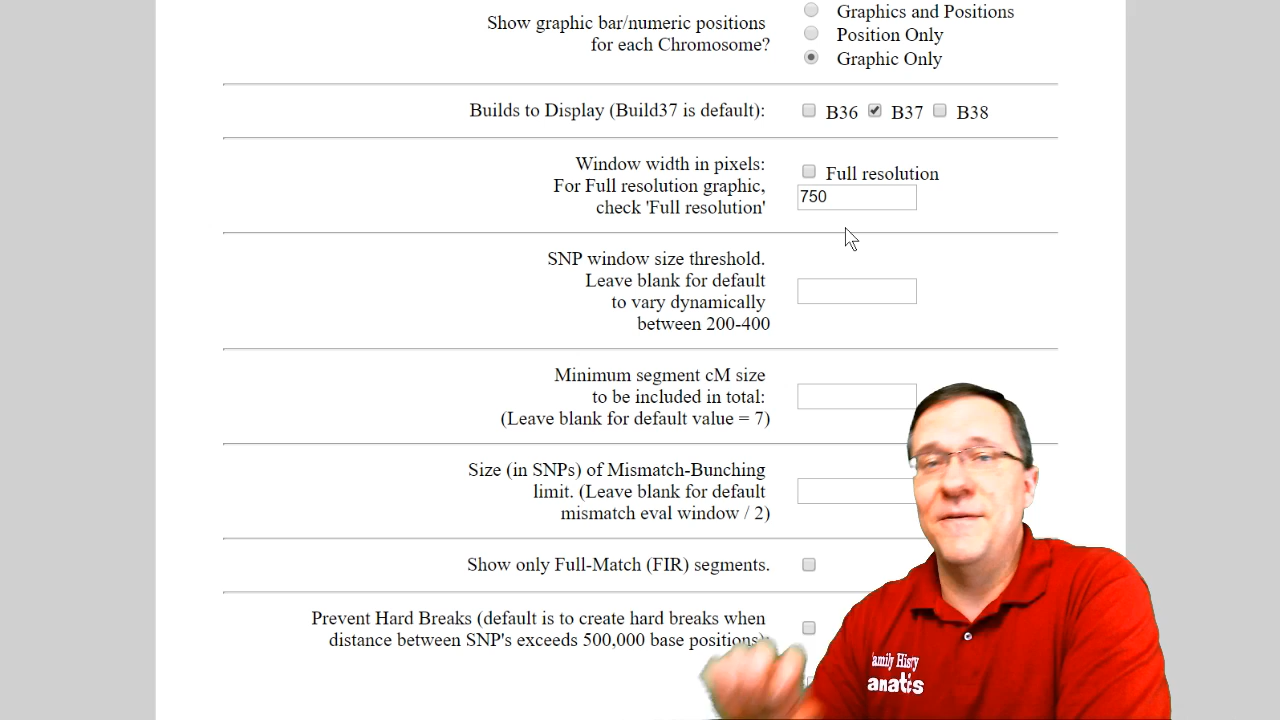 Show graphic bar/numeric positions
for each Chromosome?
Graphics and Positions
Position Only
Graphic Only
Builds to Display (Build37 is default):
B36 B37 B38
Window width in pixels:
For Full resolution graphic,
check 'Full resolution'
Full resolution
750
SNP window size threshold.
Leave blank for default
to vary dynamically
between 200-400
Minimum segment cM size
to be included in total:
(Leave blank for default value = 7)
Size (in SNPs) of Mismatch-Bunching
limit. (Leave blank for default
mismatch eval window / 2)
Show only Full-Match (FIR) segments.
Prevent Hard Breaks (default is to create hard breaks when
distance between SNP's exceeds 500,000 base positions):